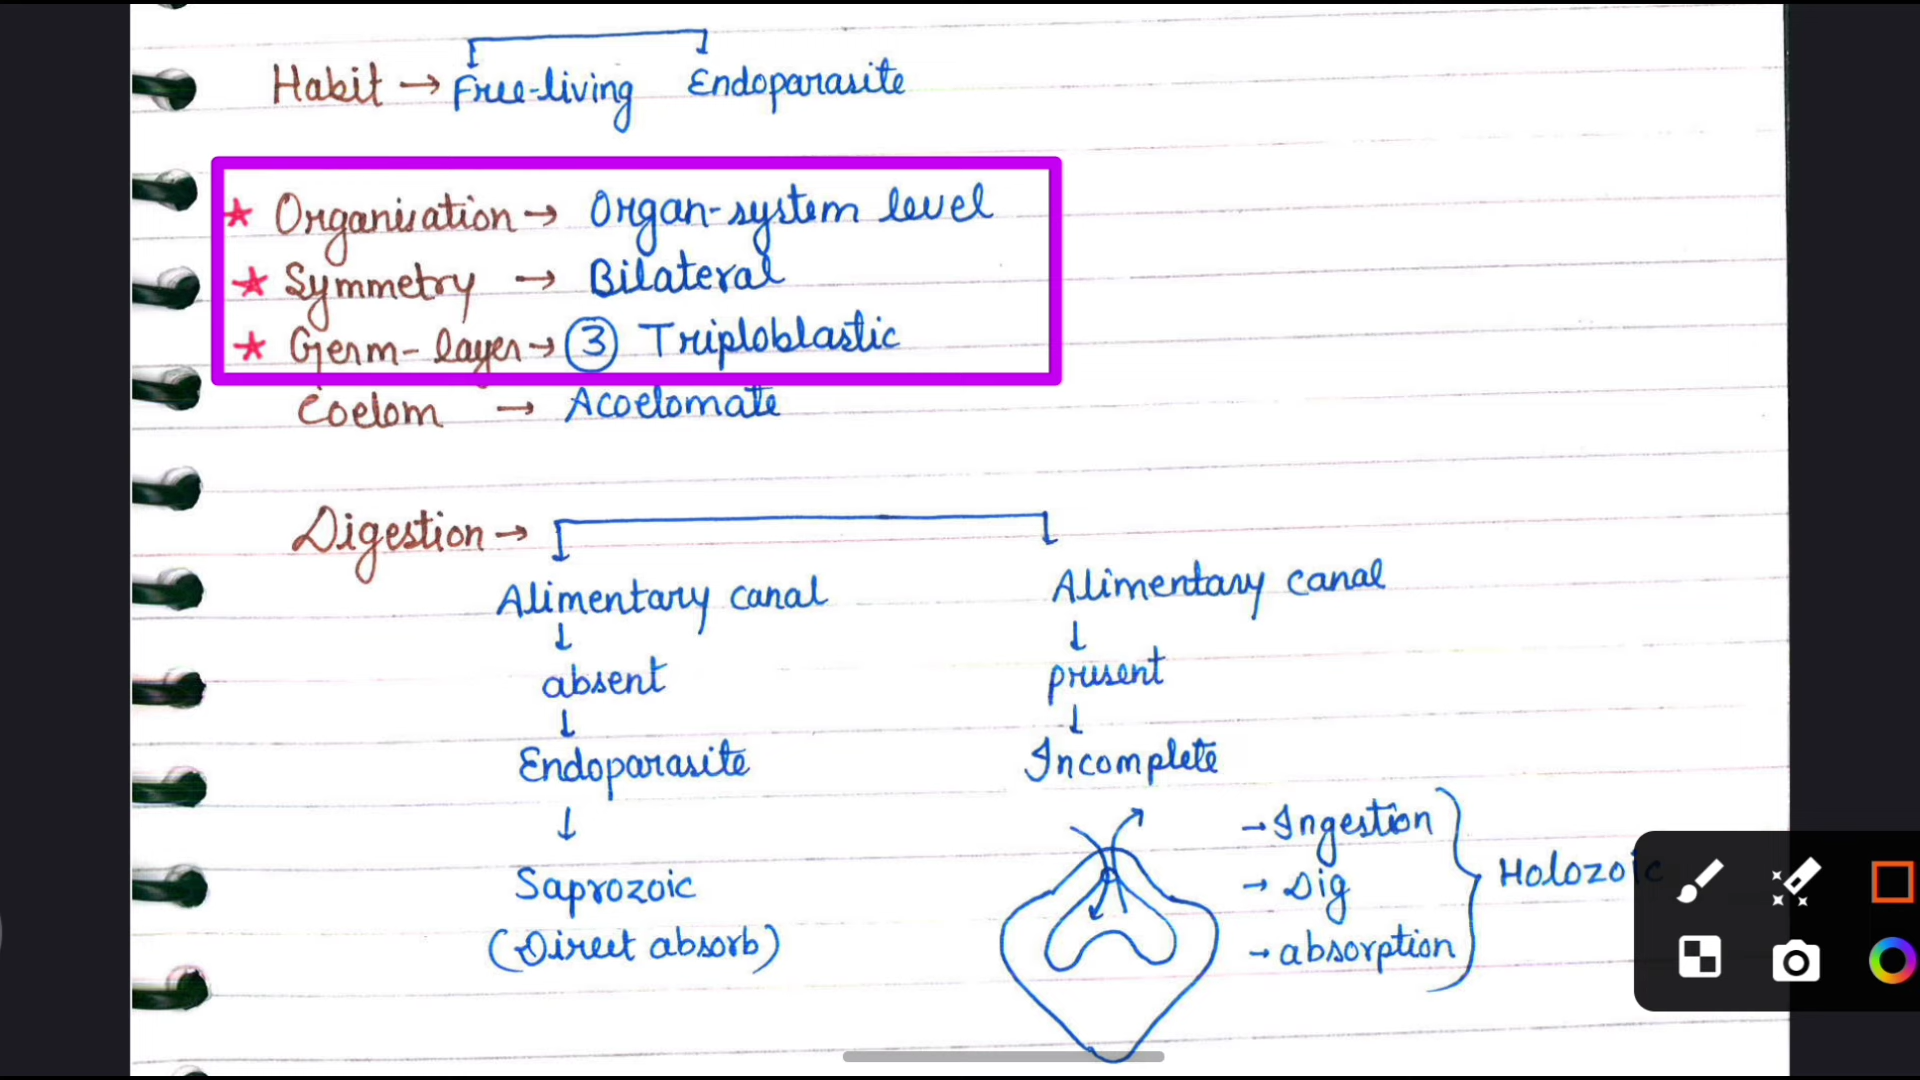 Habit → Free-living Endoparasite
★ Organisation → Organ-system level
★ Symmetry → Bilateral
★ Germ-layer → ③ Triploblastic
Coelom → Acoelomate
Digestion →
Alimentary canal Alimentary canal
↓ ↓
absent present
↓ ↓
Endoparasite Incomplete
↓
→ Ingestion
Saprozoic → Dig Holozoic
(Direct absorb) → absorption